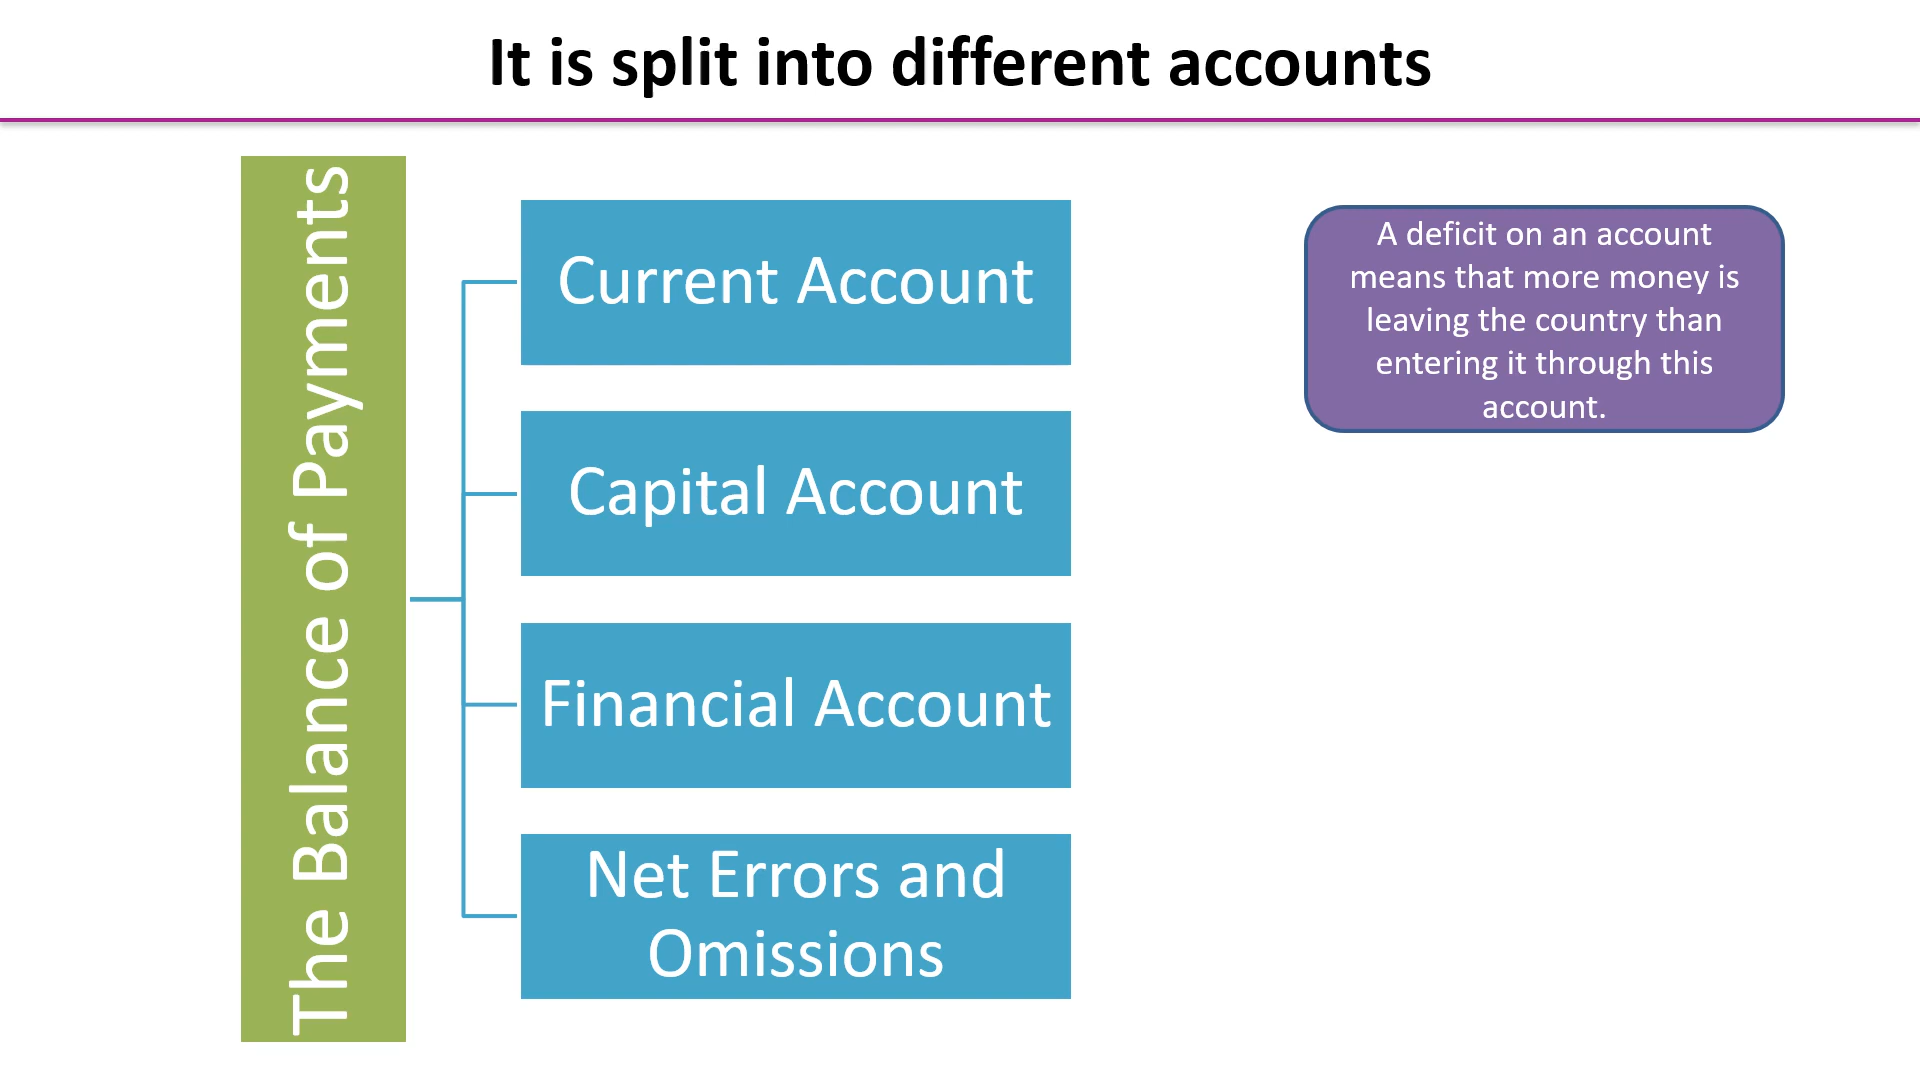 It is split into different accounts
The Balance of Payments
Current Account
Capital Account
Financial Account
Net Errors and
Omissions
A deficit on an account
means that more money is
leaving the country than
entering it through this
account.